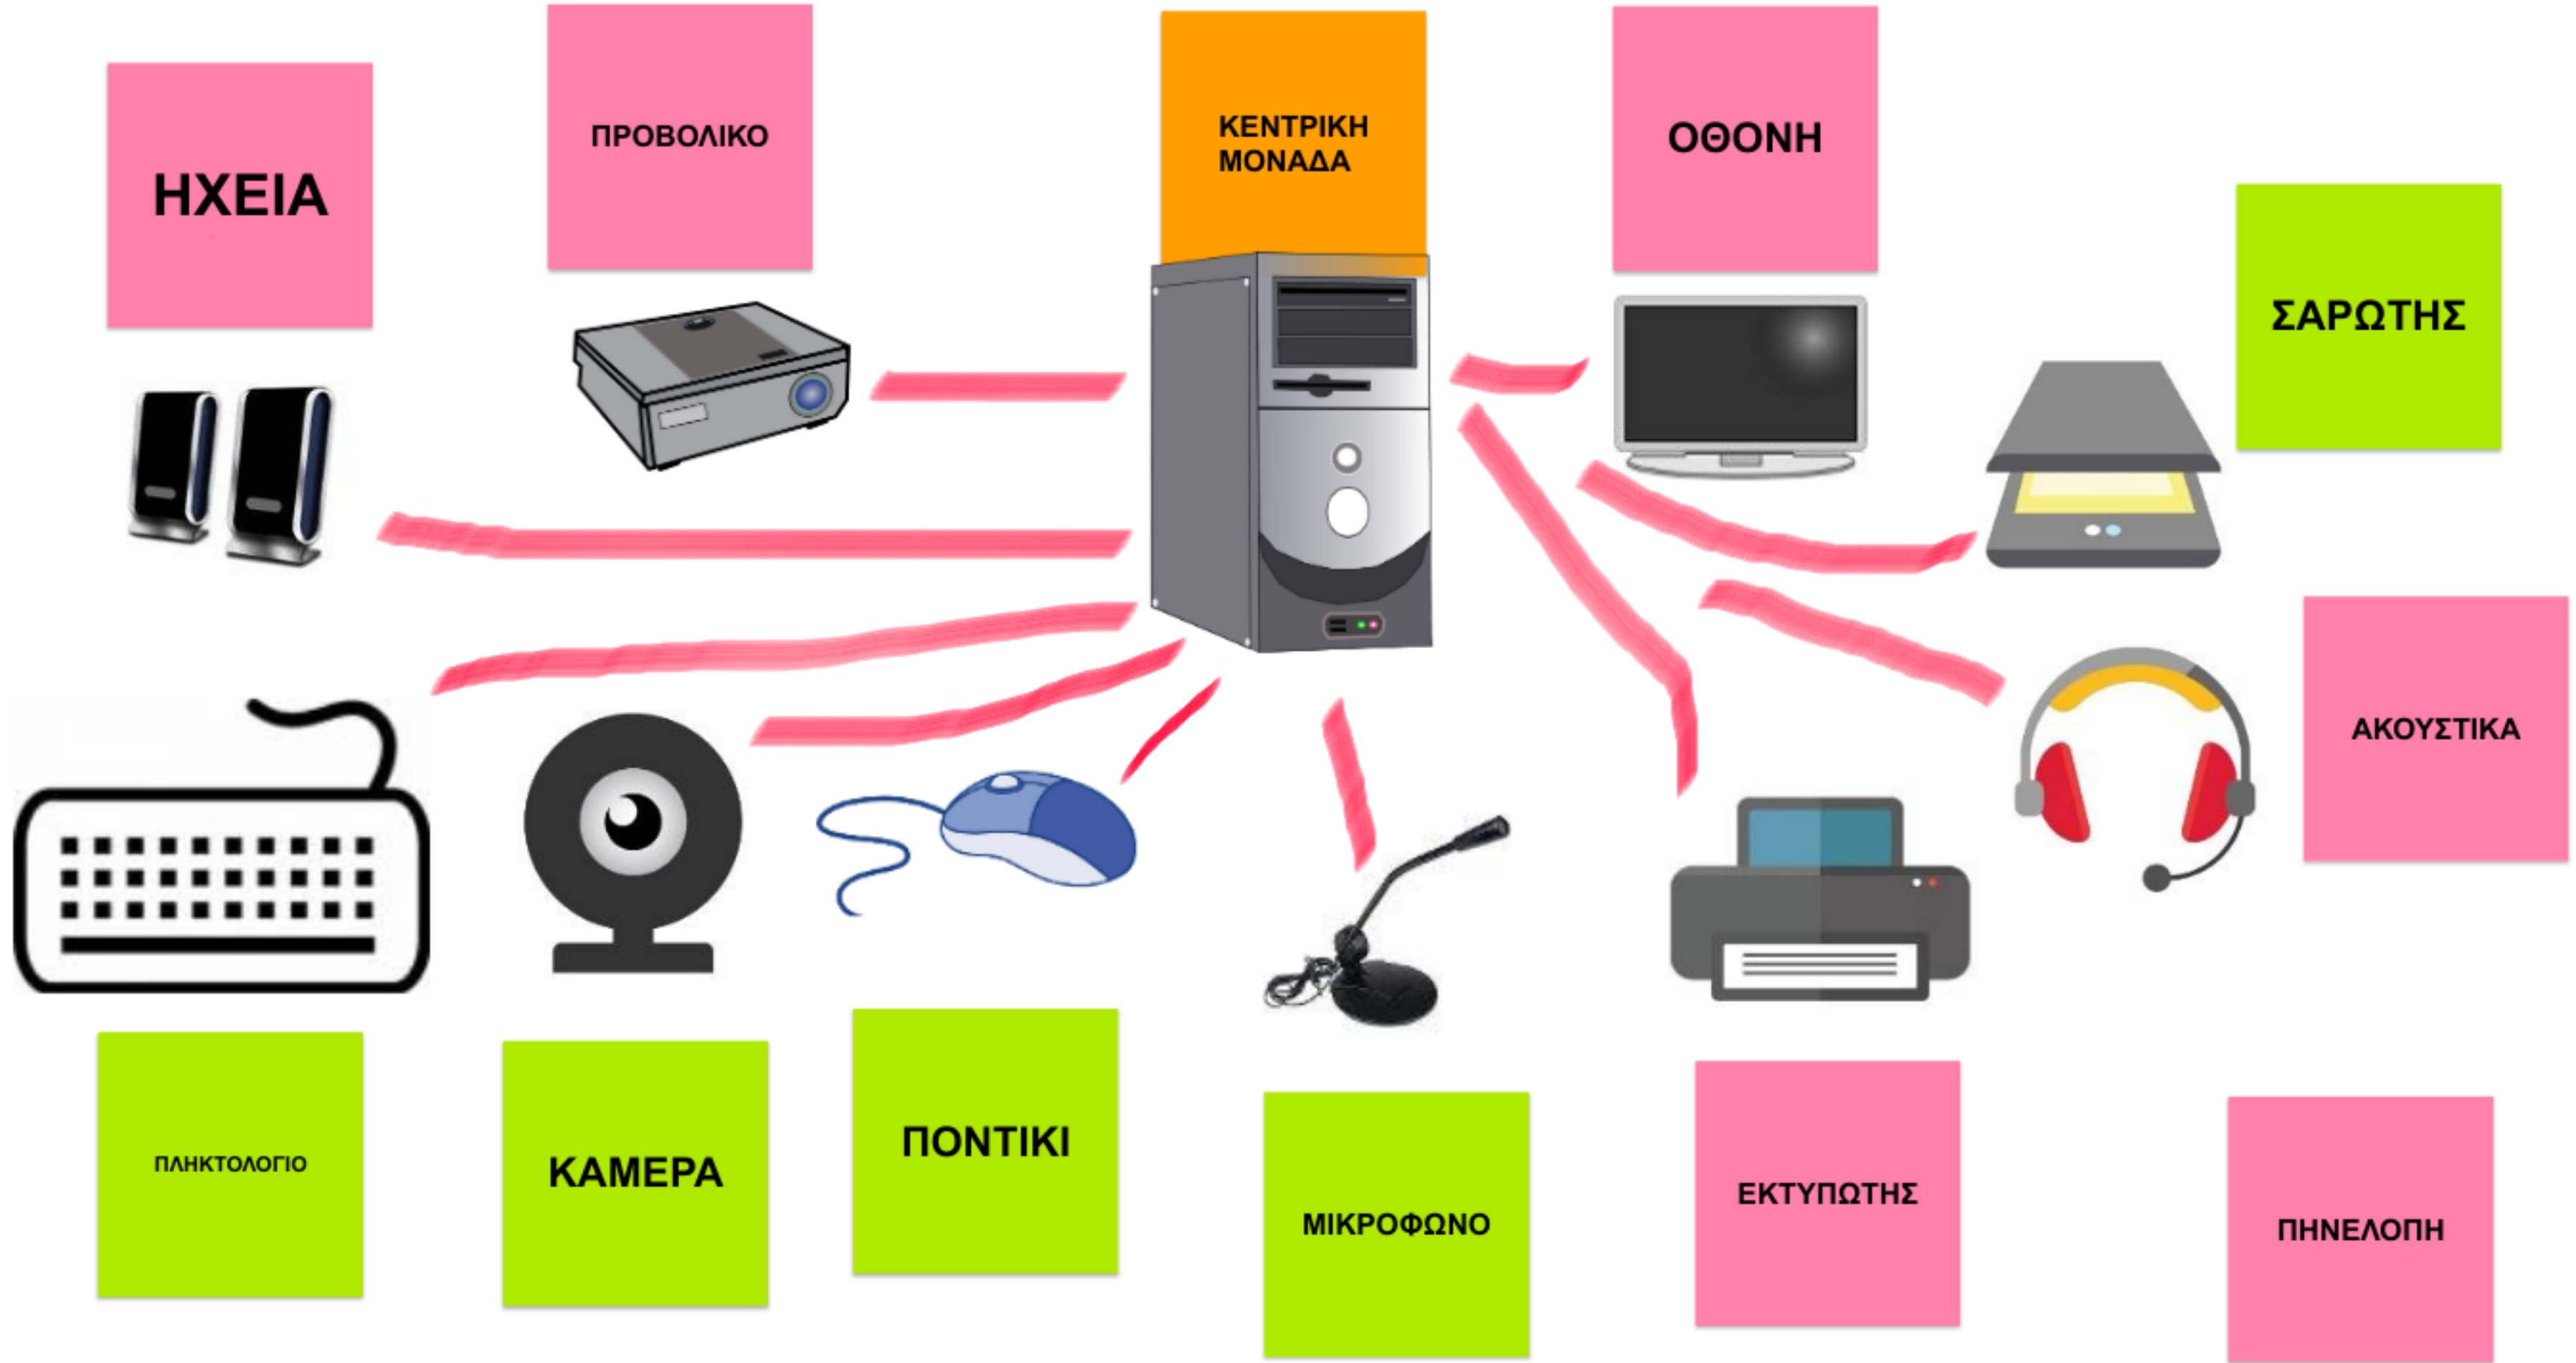 ΗΧΕΙΑ
ΠΡΟΒΟΛΙΚΟ
ΚΕΝΤΡΙΚΗ
ΜΟΝΑΔΑ
ΟΘΟΝΗ
ΣΑΡΩΤΗΣ
ΑΚΟΥΣΤΙΚΑ
ΠΛΗΚΤΟΛΟΓΙΟ
ΚΑΜΕΡΑ
ΠΟΝΤΙΚΙ
ΜΙΚΡΟΦΩΝΟ
ΕΚΤΥΠΩΤΗΣ
ΠΗΝΕΛΟΠΗ